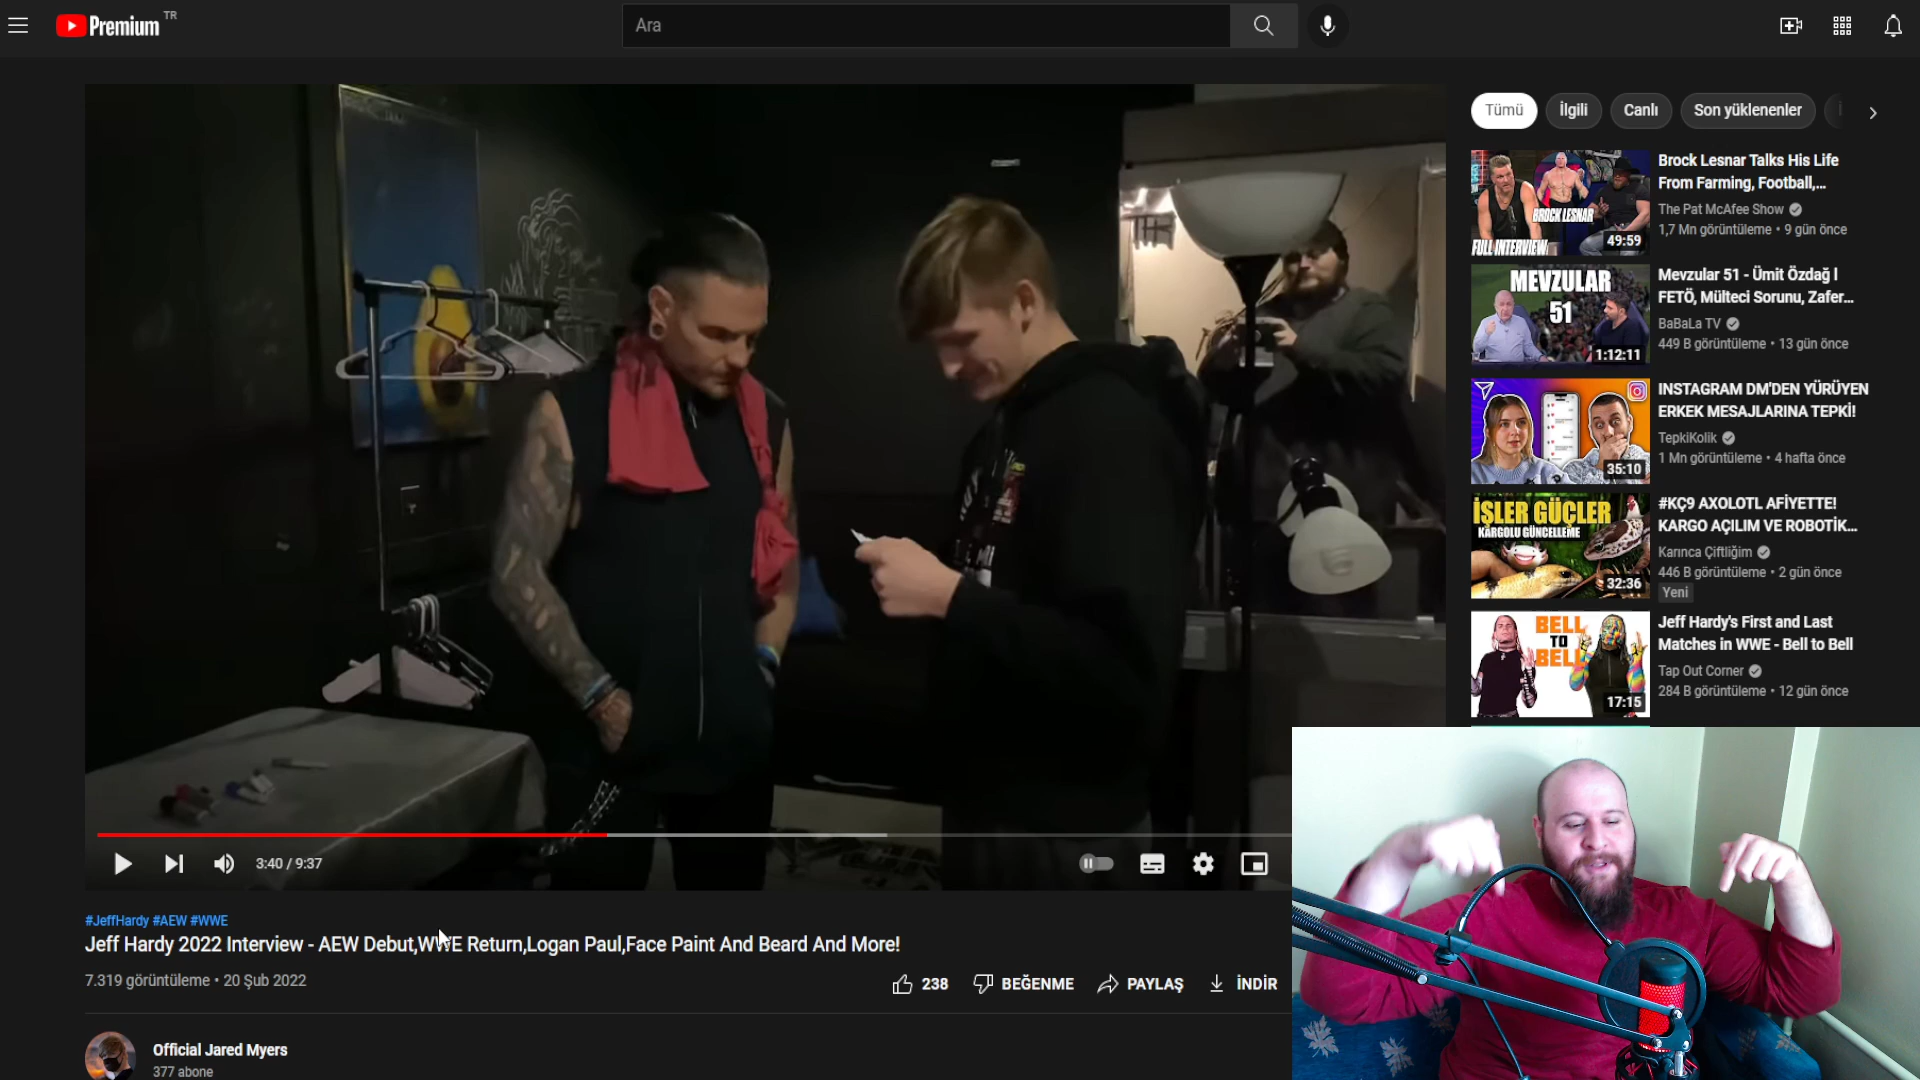 Premium TR
Ara
Tümü
İlgili
Canlı
Son yüklenenler
BROCK LESNAR
FULL INTERVIEW
49:59
Brock Lesnar Talks His Life
From Farming, Football,...
The Pat McAfee Show
1,7 Mn görüntüleme • 9 gün önce
MEVZULAR
51
1:12:11
Mevzular 51 - Ümit Özdağ l
FETÖ, Mülteci Sorunu, Zafer...
BaBaLa TV
449 B görüntüleme • 13 gün önce
35:10
INSTAGRAM DM'DEN YÜRÜYEN
ERKEK MESAJLARINA TEPKİ!
TepkiKolik
1 Mn görüntüleme • 4 hafta önce
İŞLER GÜÇLER
KARGOLU GÜNCELLEME
32:36
#KÇ9 AXOLOTL AFİYETTE!
KARGO AÇILIM VE ROBOTİK...
Karınca Çiftliğim
446 B görüntüleme • 2 gün önce
Yeni
BELL
TO
BELL
17:15
Jeff Hardy's First and Last
Matches in WWE - Bell to Bell
Tap Out Corner
284 B görüntüleme • 12 gün önce
3:40 / 9:37
#JeffHardy #AEW #WWE
Jeff Hardy 2022 Interview - AEW Debut,WWE Return,Logan Paul,Face Paint And Beard And More!
7.319 görüntüleme • 20 Şub 2022
238
BEĞENME
PAYLAŞ
İNDİR
Official Jared Myers
377 abone